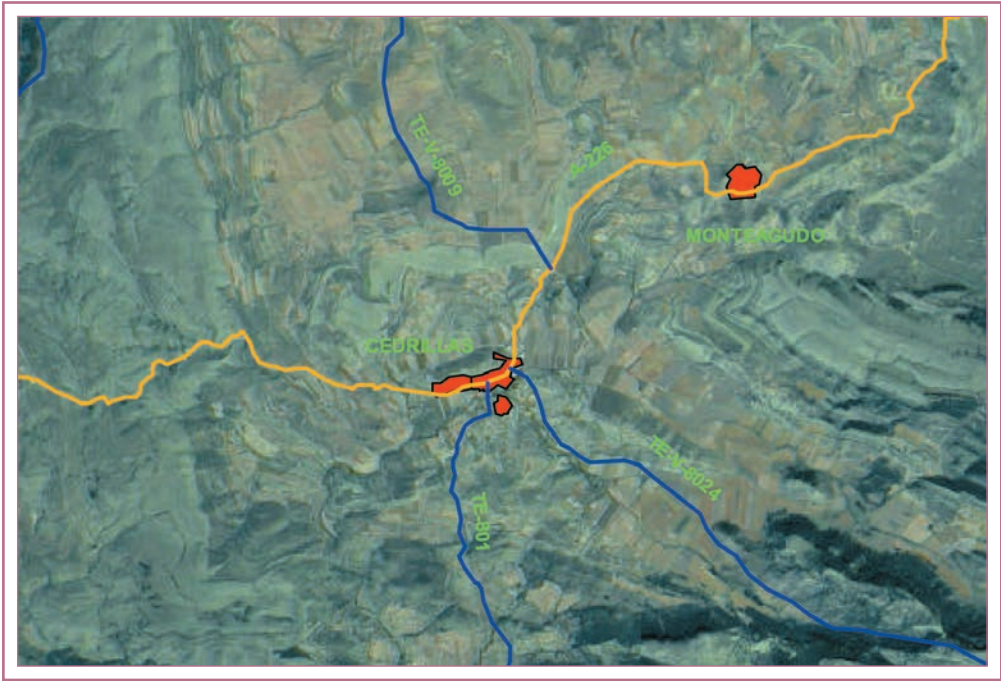 TE-V-8009
A-226
MONTEAGUDO
CEDRILLAS
TE-V-8024
TE-801